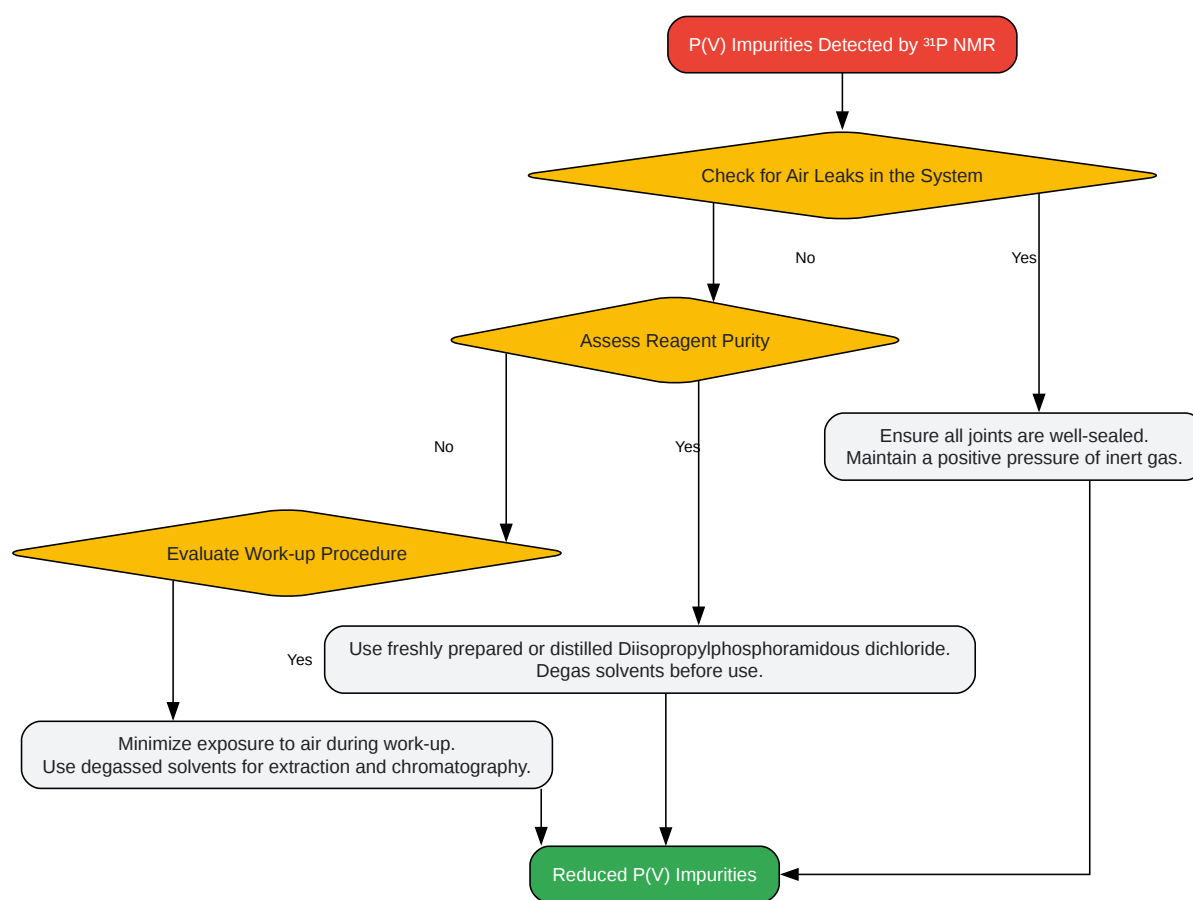 P(V) Impurities Detected by ³¹P NMR
Check for Air Leaks in the System
No
Yes
Assess Reagent Purity
Ensure all joints are well-sealed.
Maintain a positive pressure of inert gas.
No
Yes
Evaluate Work-up Procedure
Use freshly prepared or distilled Diisopropylphosphoramidous dichloride.
Degas solvents before use.
Yes
Minimize exposure to air during work-up.
Use degassed solvents for extraction and chromatography.
Reduced P(V) Impurities